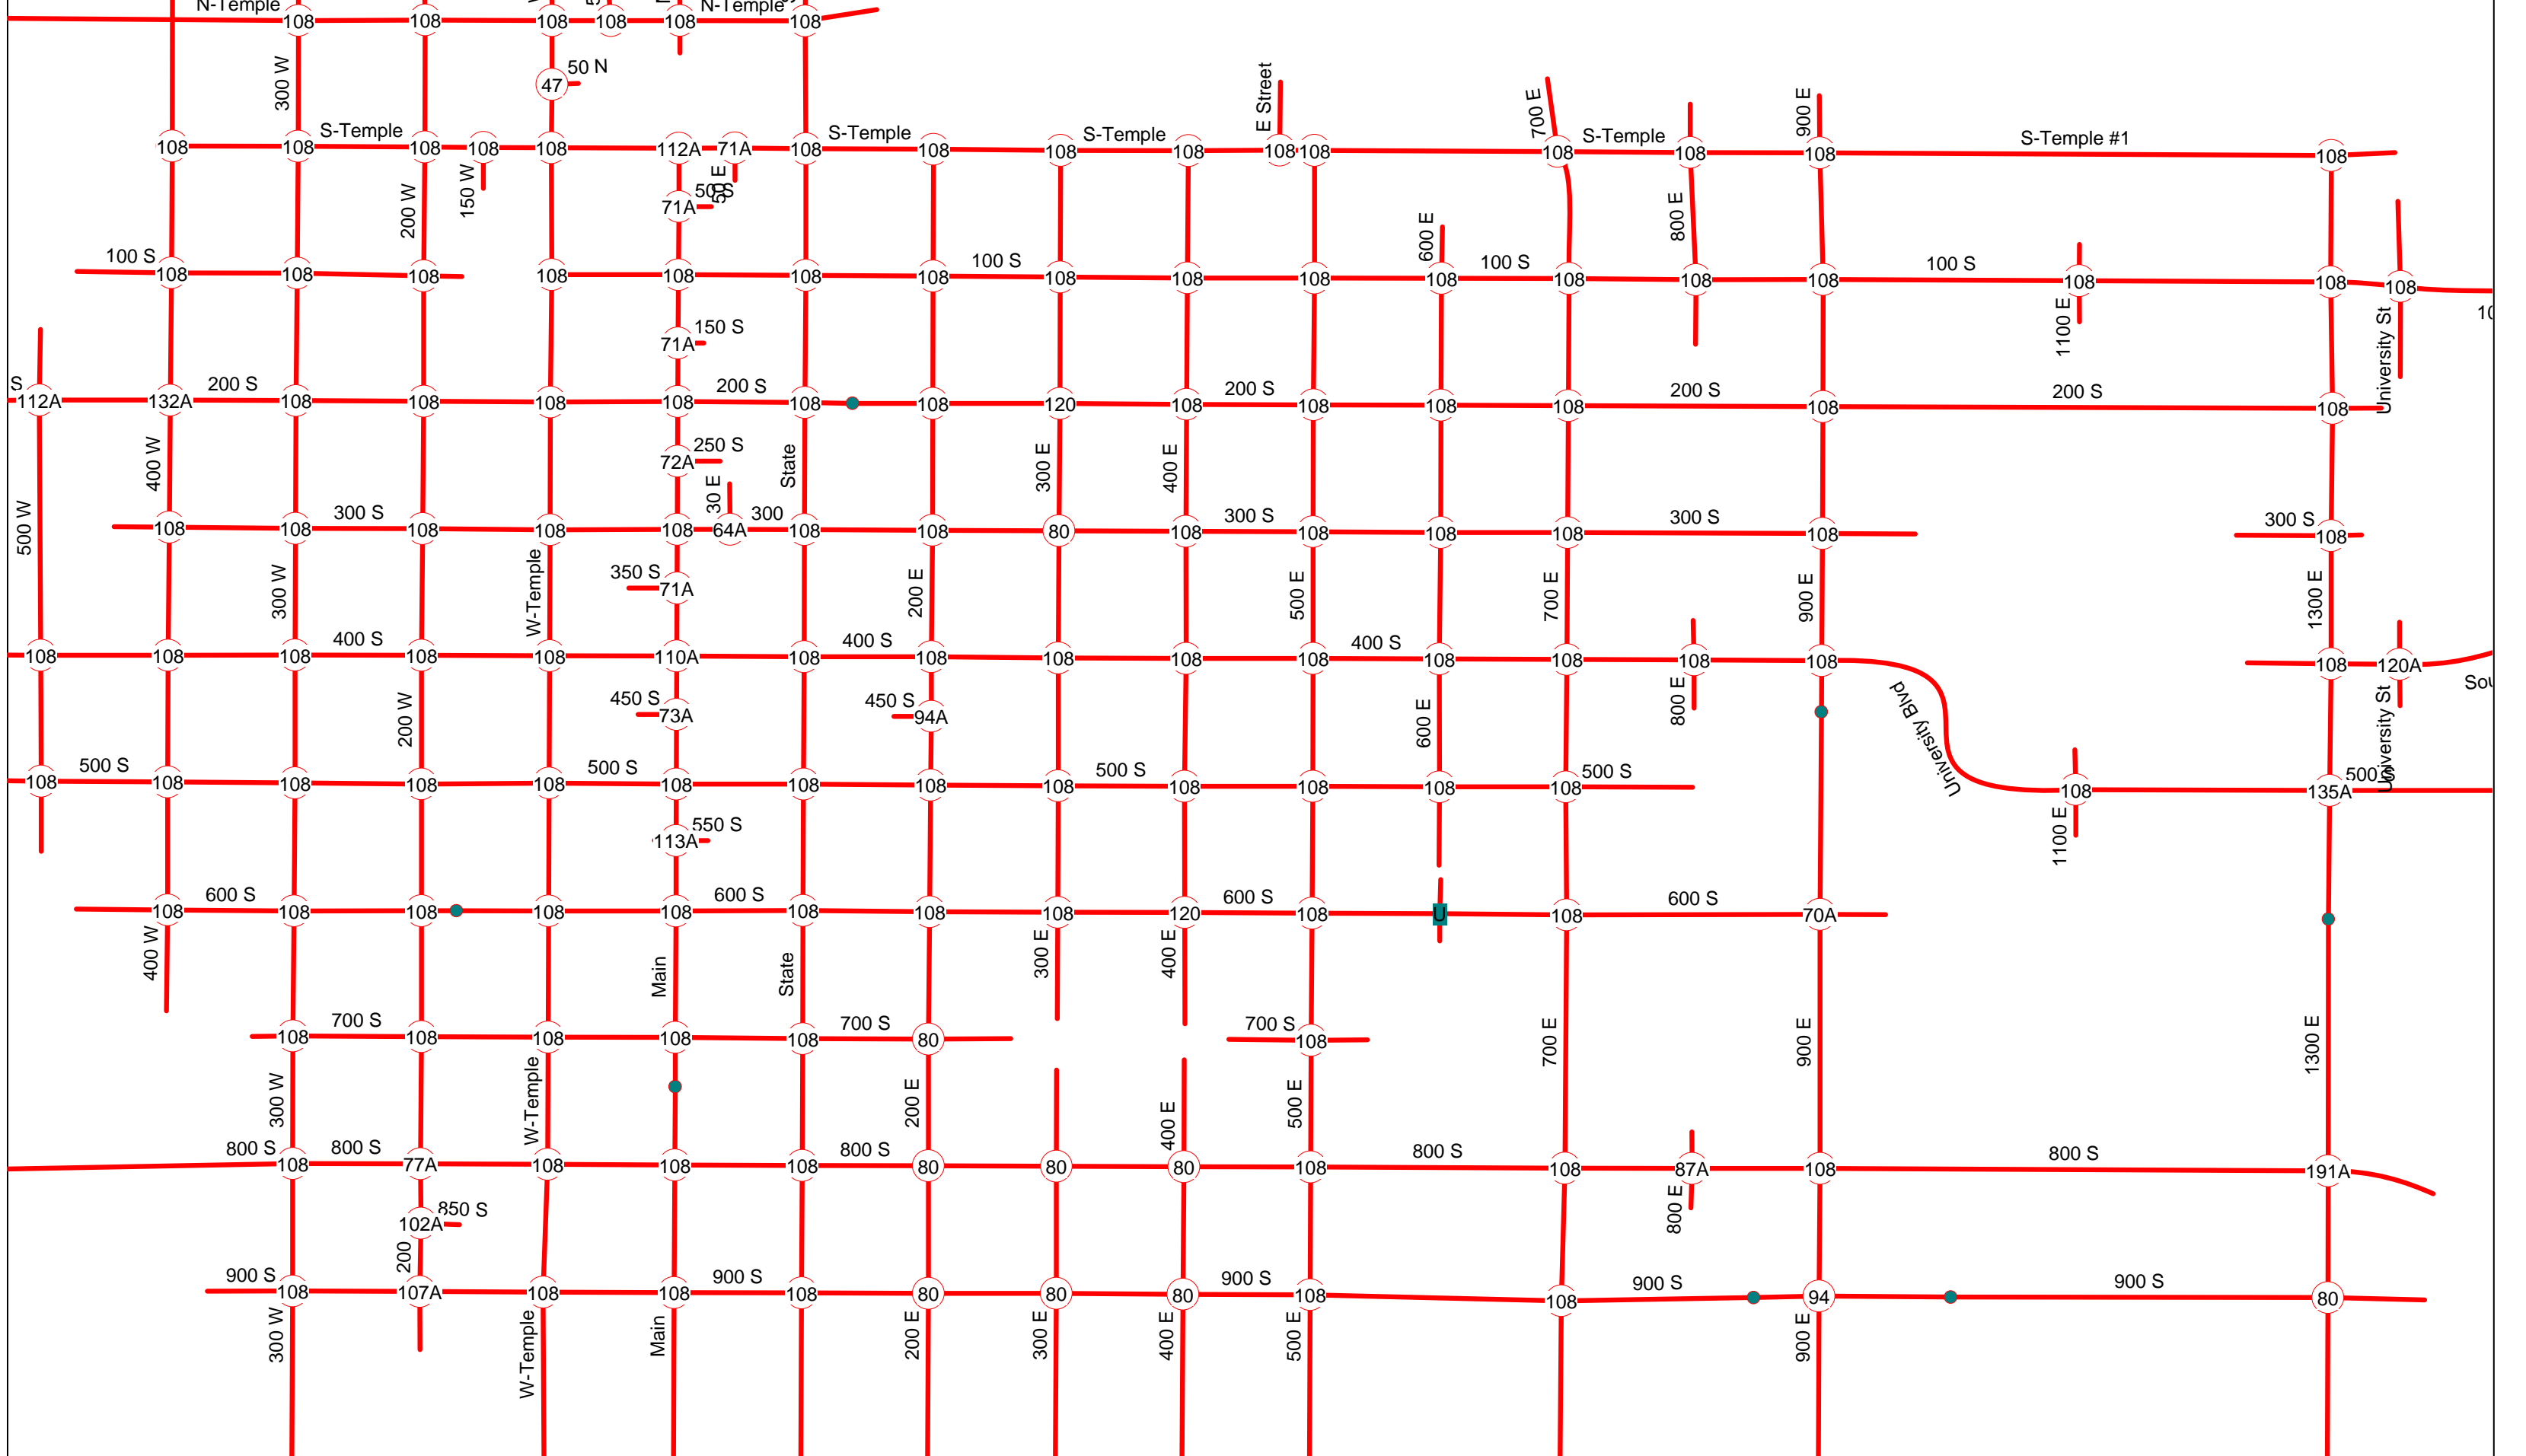 N-Temple N-Temple
108 108 108 108 108 108
300 W 50 N
47
E Street 700 E 900 E
S-Temple S-Temple S-Temple S-Temple S-Temple #1
108 108 108 108 108 112A 71A 108 108 108 108 108 108 108 108 108 108
200 W 150 W 50 S 50 E 800 E
71A
600 E
100 S 100 S 100 S 100 S
108 108 108 108 108 108 108 108 108 108 108 108 108 108 108 108 108
150 S 1100 E University St
71A
S 200 S 200 S 200 S 200 S 200 S
112A 132A 108 108 108 108 108 108 120 108 108 108 108 108 108
400 W 250 S State 300 E 400 E
72A
500 W 30 E
300 S 300 300 S 300 S 300 S
108 108 108 108 108 64A 108 108 80 108 108 108 108 108 108
300 W W-Temple 350 S 200 E 500 E 700 E 900 E 1300 E
71A
400 S 400 S 400 S
108 108 108 108 108 110A 108 108 108 108 108 108 108 108 108 108 120A
200 W 450 S 450 S 600 E 800 E University Blvd University St
73A 94A
500 S 500 S 500 S 500 S 500 S
108 108 108 108 108 108 108 108 108 108 108 108 108 108 135A
550 S 1100 E
113A
600 S 600 S 600 S 600 S
108 108 108 108 108 108 108 108 120 108 U 108 70A
400 W Main State 300 E 400 E
700 S 700 S 700 S
108 108 108 108 108 80 108
700 E 900 E 1300 E
300 W W-Temple 200 E 400 E 500 E
800 S 800 S 800 S 800 S 800 S
108 77A 108 108 108 80 80 80 108 108 87A 108 191A
850 S 800 E
102A
200
900 S 900 S 900 S 900 S 900 S
108 107A 108 108 108 80 80 80 108 108 94 80
300 W W-Temple Main 200 E 300 E 400 E 500 E 900 E